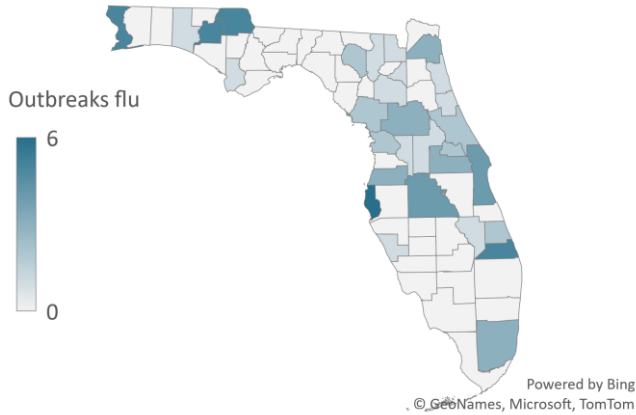 Outbreaks flu
6
0
Powered by Bing
© GeoNames, Microsoft, TomTom